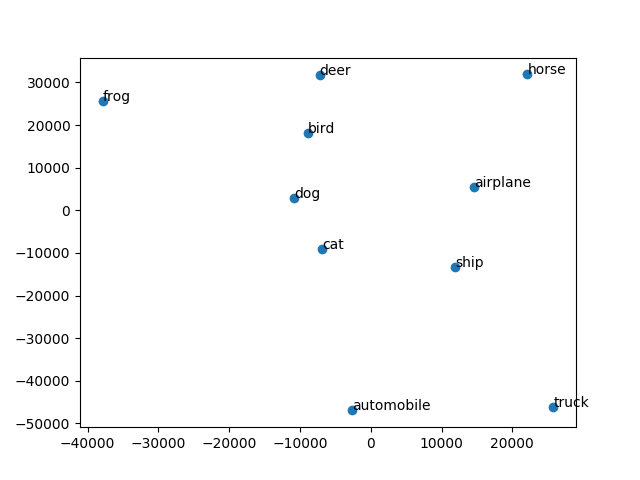 deer
horse
frog
bird
airplane
dog
cat
ship
automobile
truck
30000
20000
10000
0
−10000
−20000
−30000
−40000
−50000
−40000 −30000 −20000 −10000 0 10000 20000